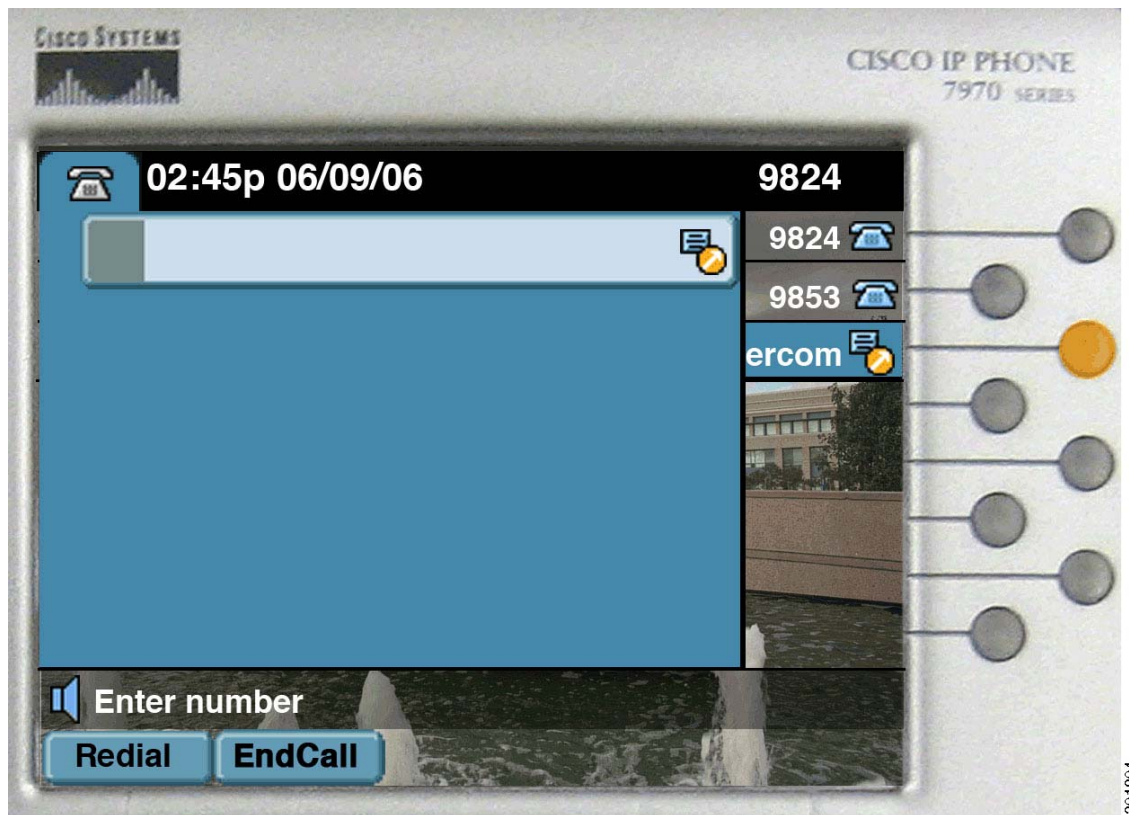 CISCO SYSTEMS
CISCO IP PHONE
7970 SERIES
02:45p 06/09/06
9824
9824
9853
ercom
Enter number
Redial
EndCall